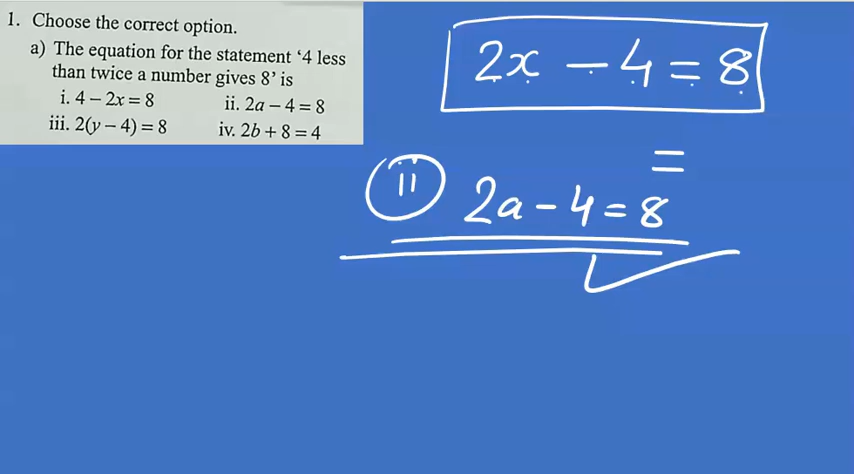 1. Choose the correct option.
a) The equation for the statement ‘4 less
than twice a number gives 8’ is
i. 4 – 2x = 8    ii. 2a – 4 = 8
iii. 2(y – 4) = 8    iv. 2b + 8 = 4
2x – 4 = 8
=
ii 2a – 4 = 8